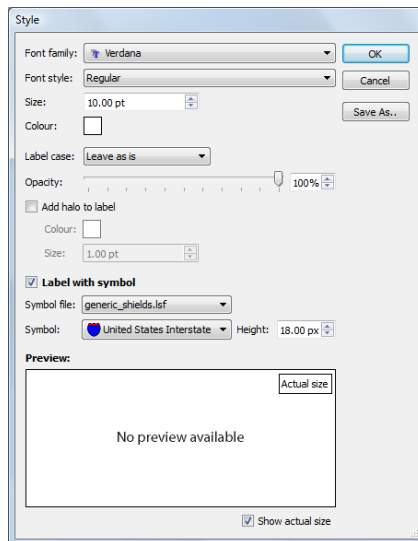 Style
Font family: Verdana OK
Font style: Regular Cancel
Size: 10.00 pt Save As..
Colour:
Label case: Leave as is
Opacity: 100%
Add halo to label
Colour:
Size: 1.00 pt
Label with symbol
Symbol file: generic_shields.lsf
Symbol: United States Interstate Height: 18.00 px
Preview:
Actual size
No preview available
Show actual size